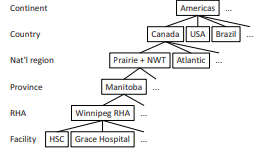 Continent Americas ...
Country Canada USA Brazil ...
Nat'l region Prairie + NWT Atlantic ...
Province Manitoba ...
RHA Winnipeg RHA ...
Facility HSC Grace Hospital ...